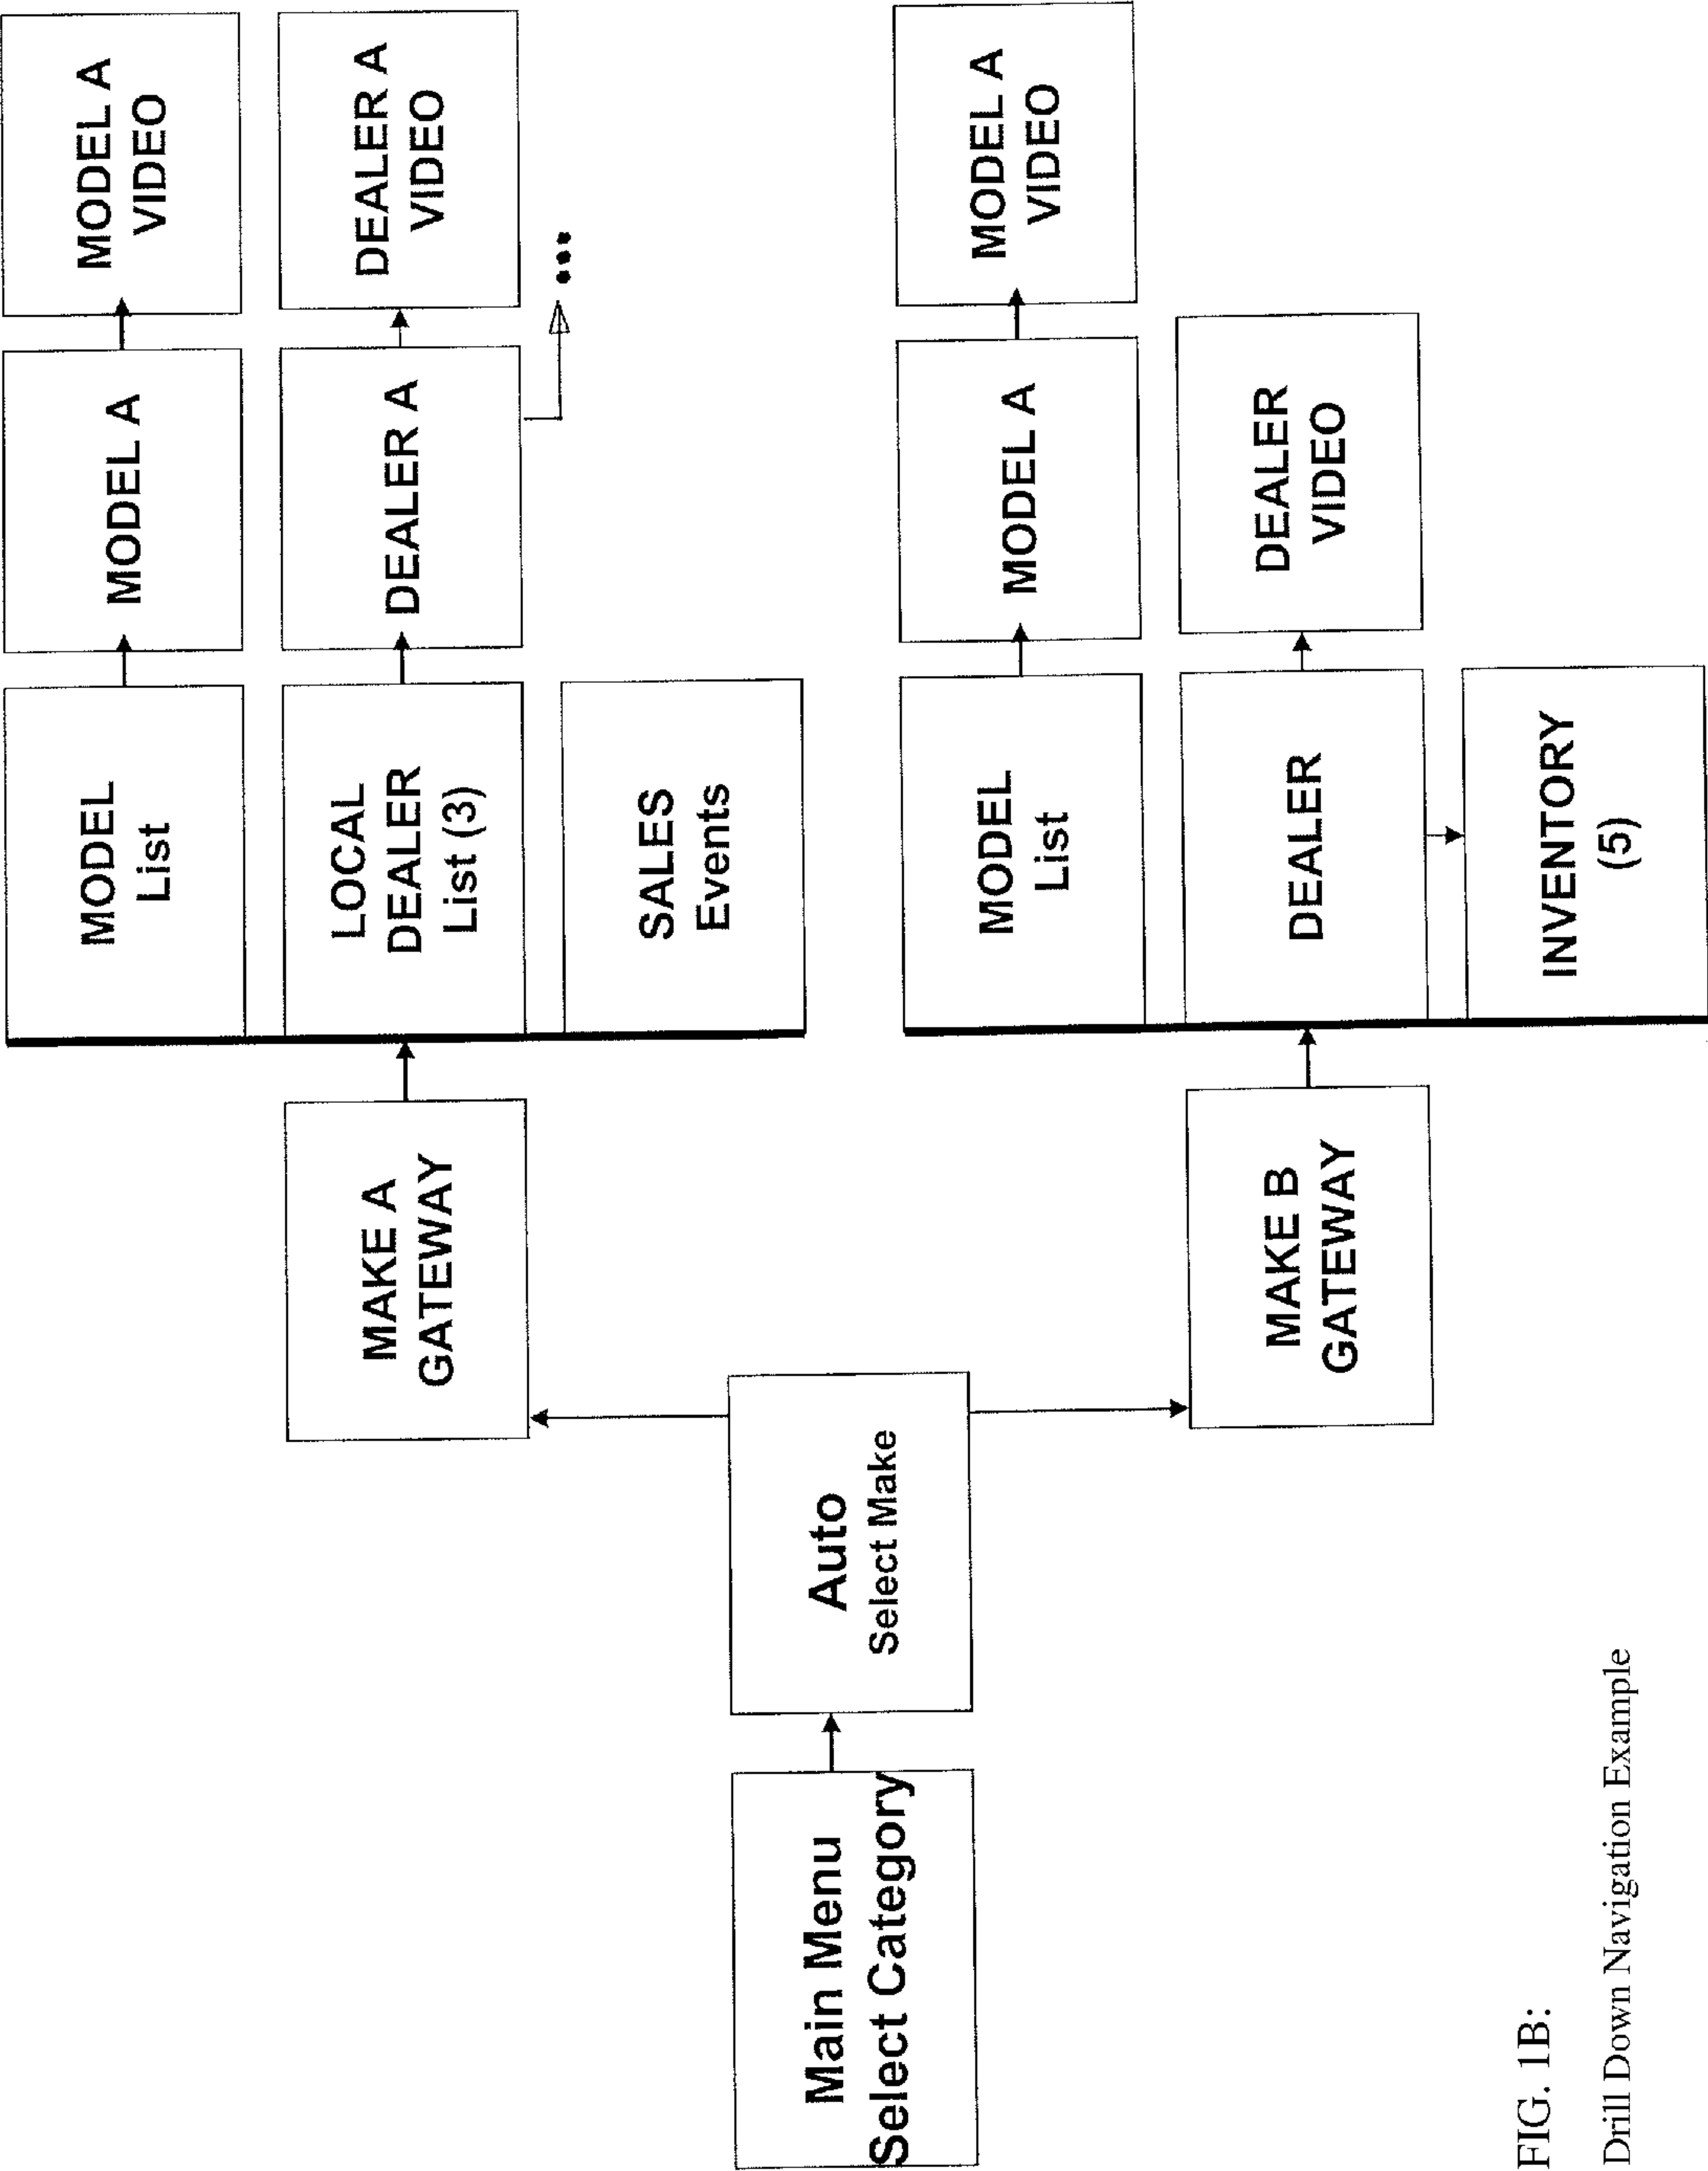 MODEL A
VIDEO
MODEL A
MODEL
List
DEALER A
VIDEO
DEALER A
LOCAL
DEALER
List (3)
SALES
Events
MAKE A
GATEWAY
Main Menu
Select Category
Auto
Select Make
MODEL A
VIDEO
MODEL A
MODEL
List
DEALER
VIDEO
DEALER
INVENTORY
(5)
MAKE B
GATEWAY
FIG. 1B:
Drill Down Navigation Example